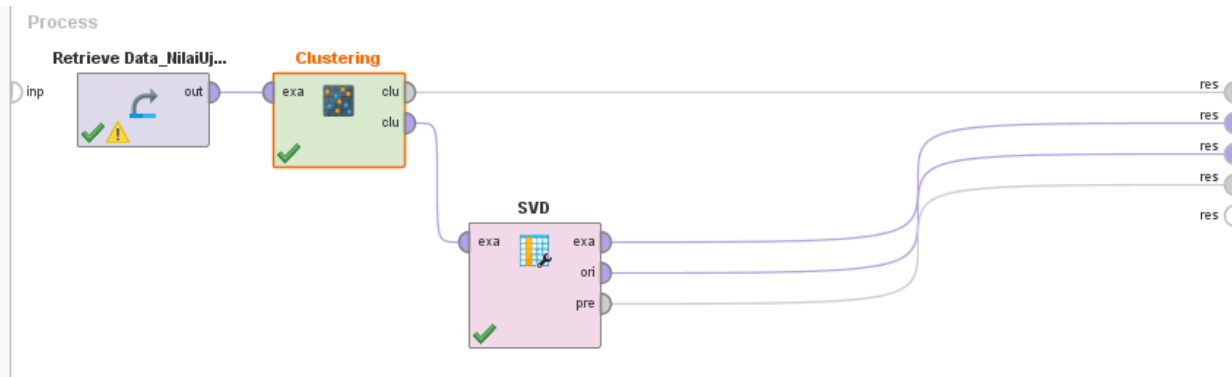 Process
Retrieve Data_NilaiUj...
Clustering
inp
out
exa
clu
clu
res
res
res
res
res
SVD
exa
exa
ori
pre